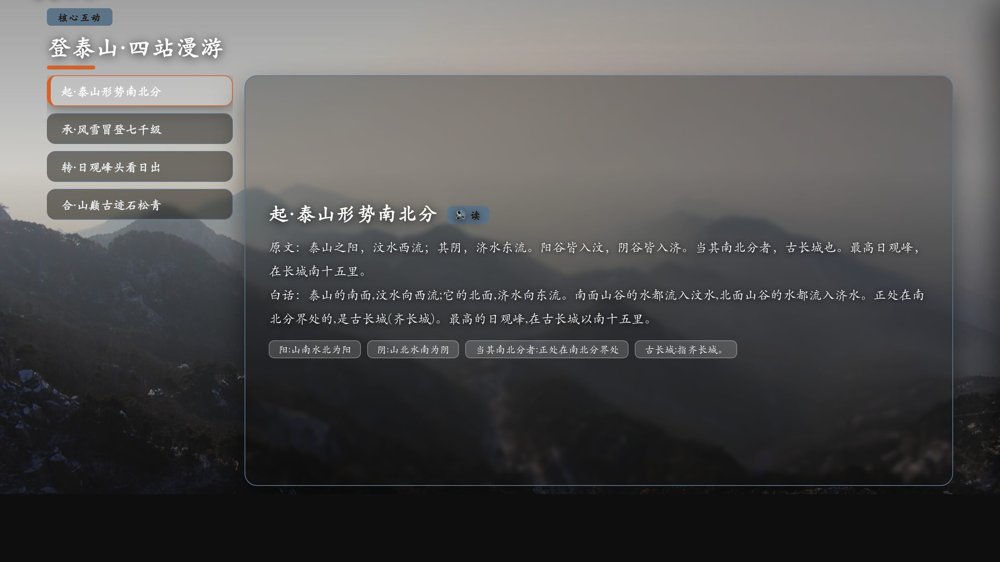 核心互动
登泰山·四站漫游
起·泰山形势南北分
承·风雪冒登七千级
转·日观峰头看日出
合·山巅古迹石松青
起·泰山形势南北分
读
原文：泰山之阳，汶水西流；其阴，济水东流。阳谷皆入汶，阴谷皆入济。当其南北分者，古长城也。最高日观峰，
在长城南十五里。
白话：泰山的南面,汶水向西流;它的北面,济水向东流。南面山谷的水都流入汶水,北面山谷的水都流入济水。正处在南
北分界处的,是古长城(齐长城)。最高的日观峰,在古长城以南十五里。
阳:山南水北为阳
阴:山北水南为阴
当其南北分者:正处在南北分界处
古长城:指齐长城。